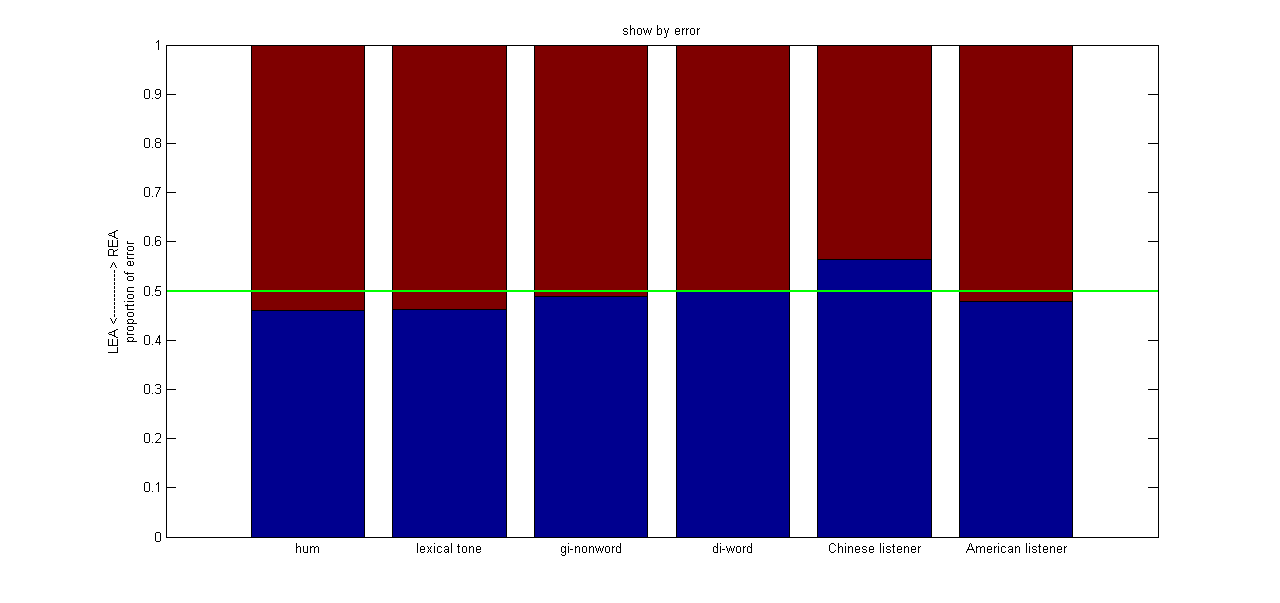 show by error
1
0.9
0.8
0.7
0.6
0.5
0.4
0.3
0.2
0.1
0
LEA <------------> REA
proportion of error
hum
lexical tone
gi-nonword
di-word
Chinese listener
American listener